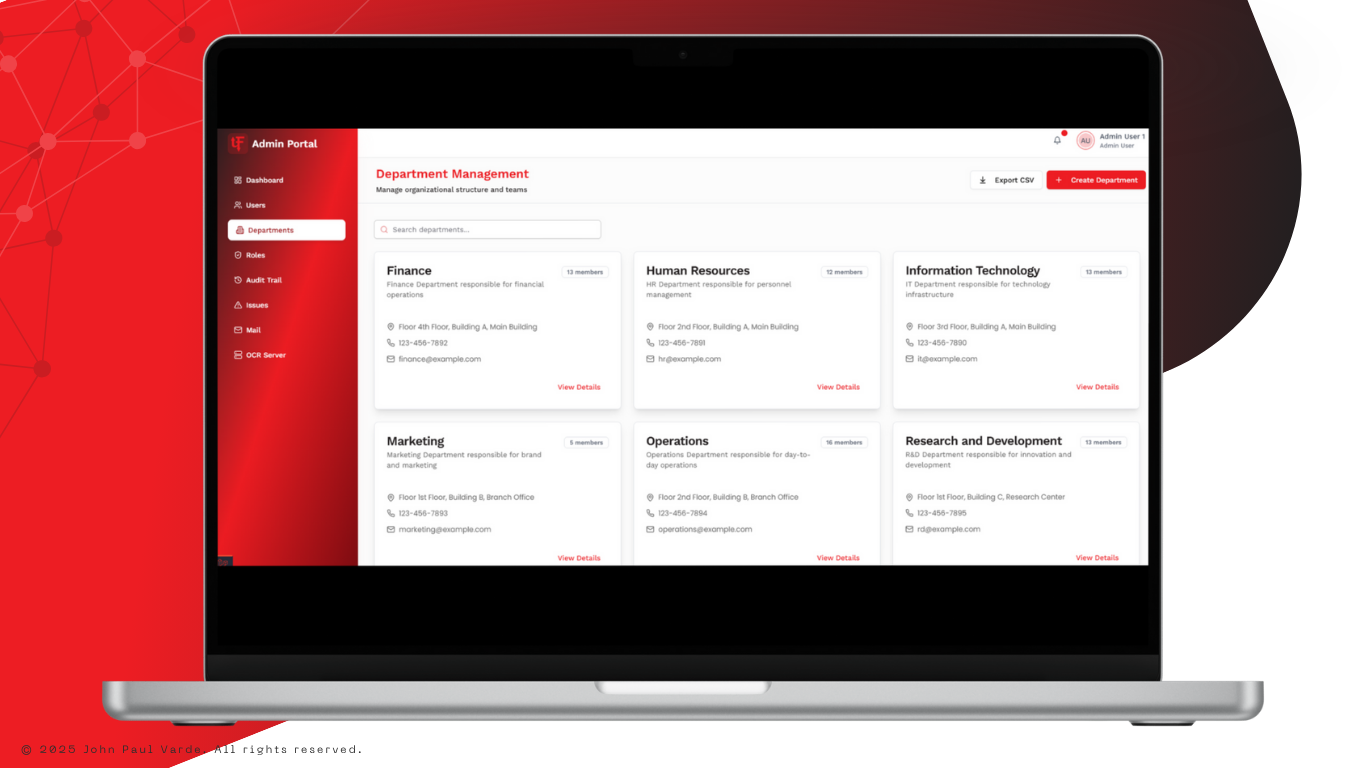 Admin Portal
Admin User 1
AU
Admin User
Dashboard
Users
Departments
Roles
Audit Trail
Issues
Mail
OCR Server
Department Management
Manage organizational structure and teams
Export CSV
Create Department
Search departments...
Finance
13 members
Finance Department responsible for financial
operations
Floor 4th Floor, Building A, Main Building
123-456-7892
finance@example.com
View Details
Human Resources
12 members
HR Department responsible for personnel
management
Floor 2nd Floor, Building A, Main Building
123-456-7891
hr@example.com
View Details
Information Technology
13 members
IT Department responsible for technology
infrastructure
Floor 3rd Floor, Building A, Main Building
123-456-7890
it@example.com
View Details
Marketing
5 members
Marketing Department responsible for brand
and marketing
Floor 1st Floor, Building B, Branch Office
123-456-7893
marketing@example.com
View Details
Operations
16 members
Operations Department responsible for day-to-
day operations
Floor 2nd Floor, Building B, Branch Office
123-456-7894
operations@example.com
View Details
Research and Development
13 members
R&D Department responsible for innovation and
development
Floor 1st Floor, Building C, Research Center
123-456-7895
rd@example.com
View Details
© 2025 John Paul Varde. All rights reserved.